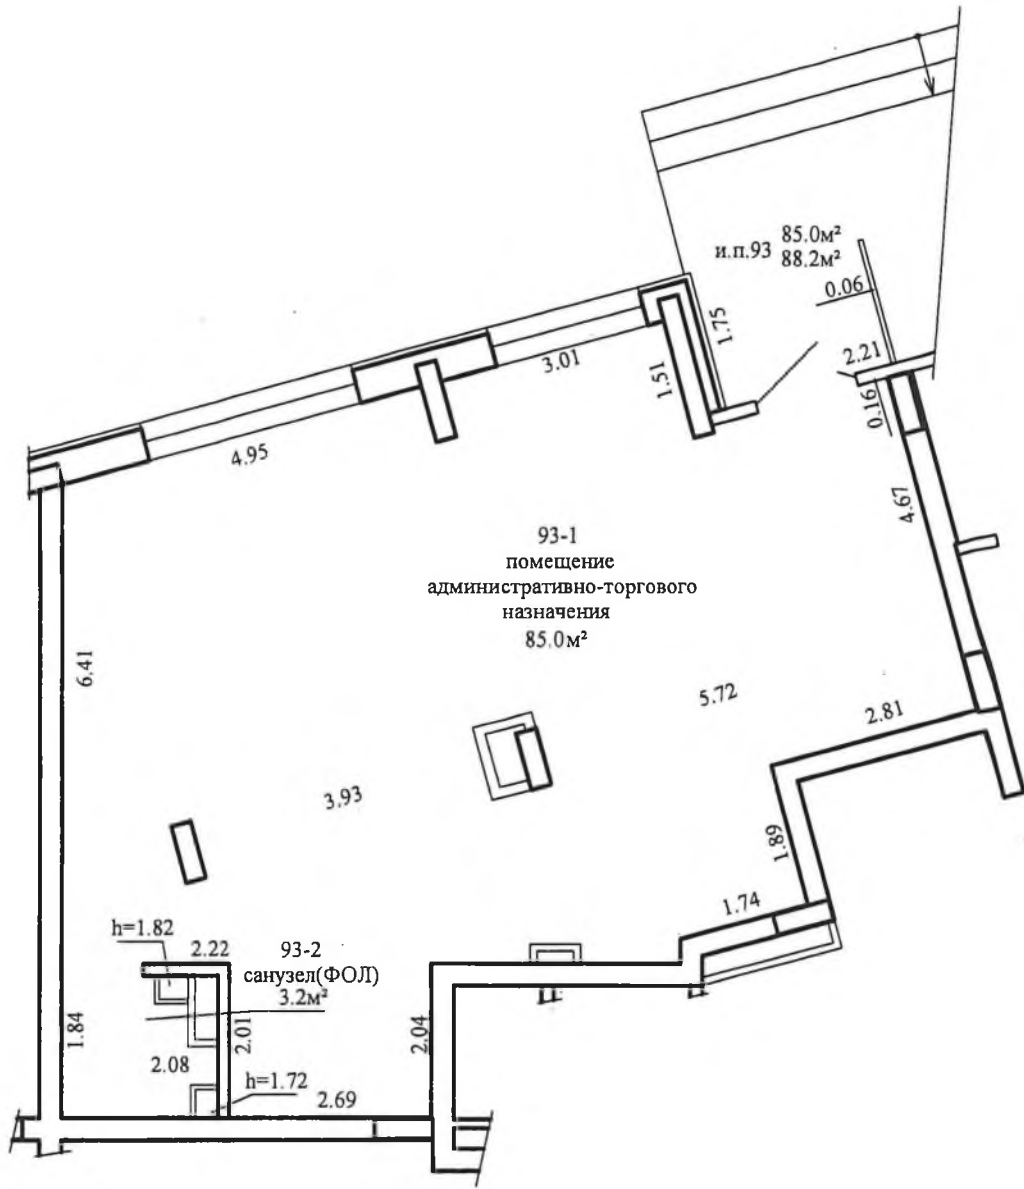 85.0м²
и.п.93 88.2м²
0.06
1.75
2.21
3.01
1.51
0.16
4.95
4.67
93-1
помещение
административно-торгового
назначения
85.0м²
6.41
5.72
2.81
3.93
1.89
1.74
h=1.82
2.22
93-2
санузел(ФОЛ)
3.2м²
1.84
2.01
2.04
2.08
h=1.72
2.69